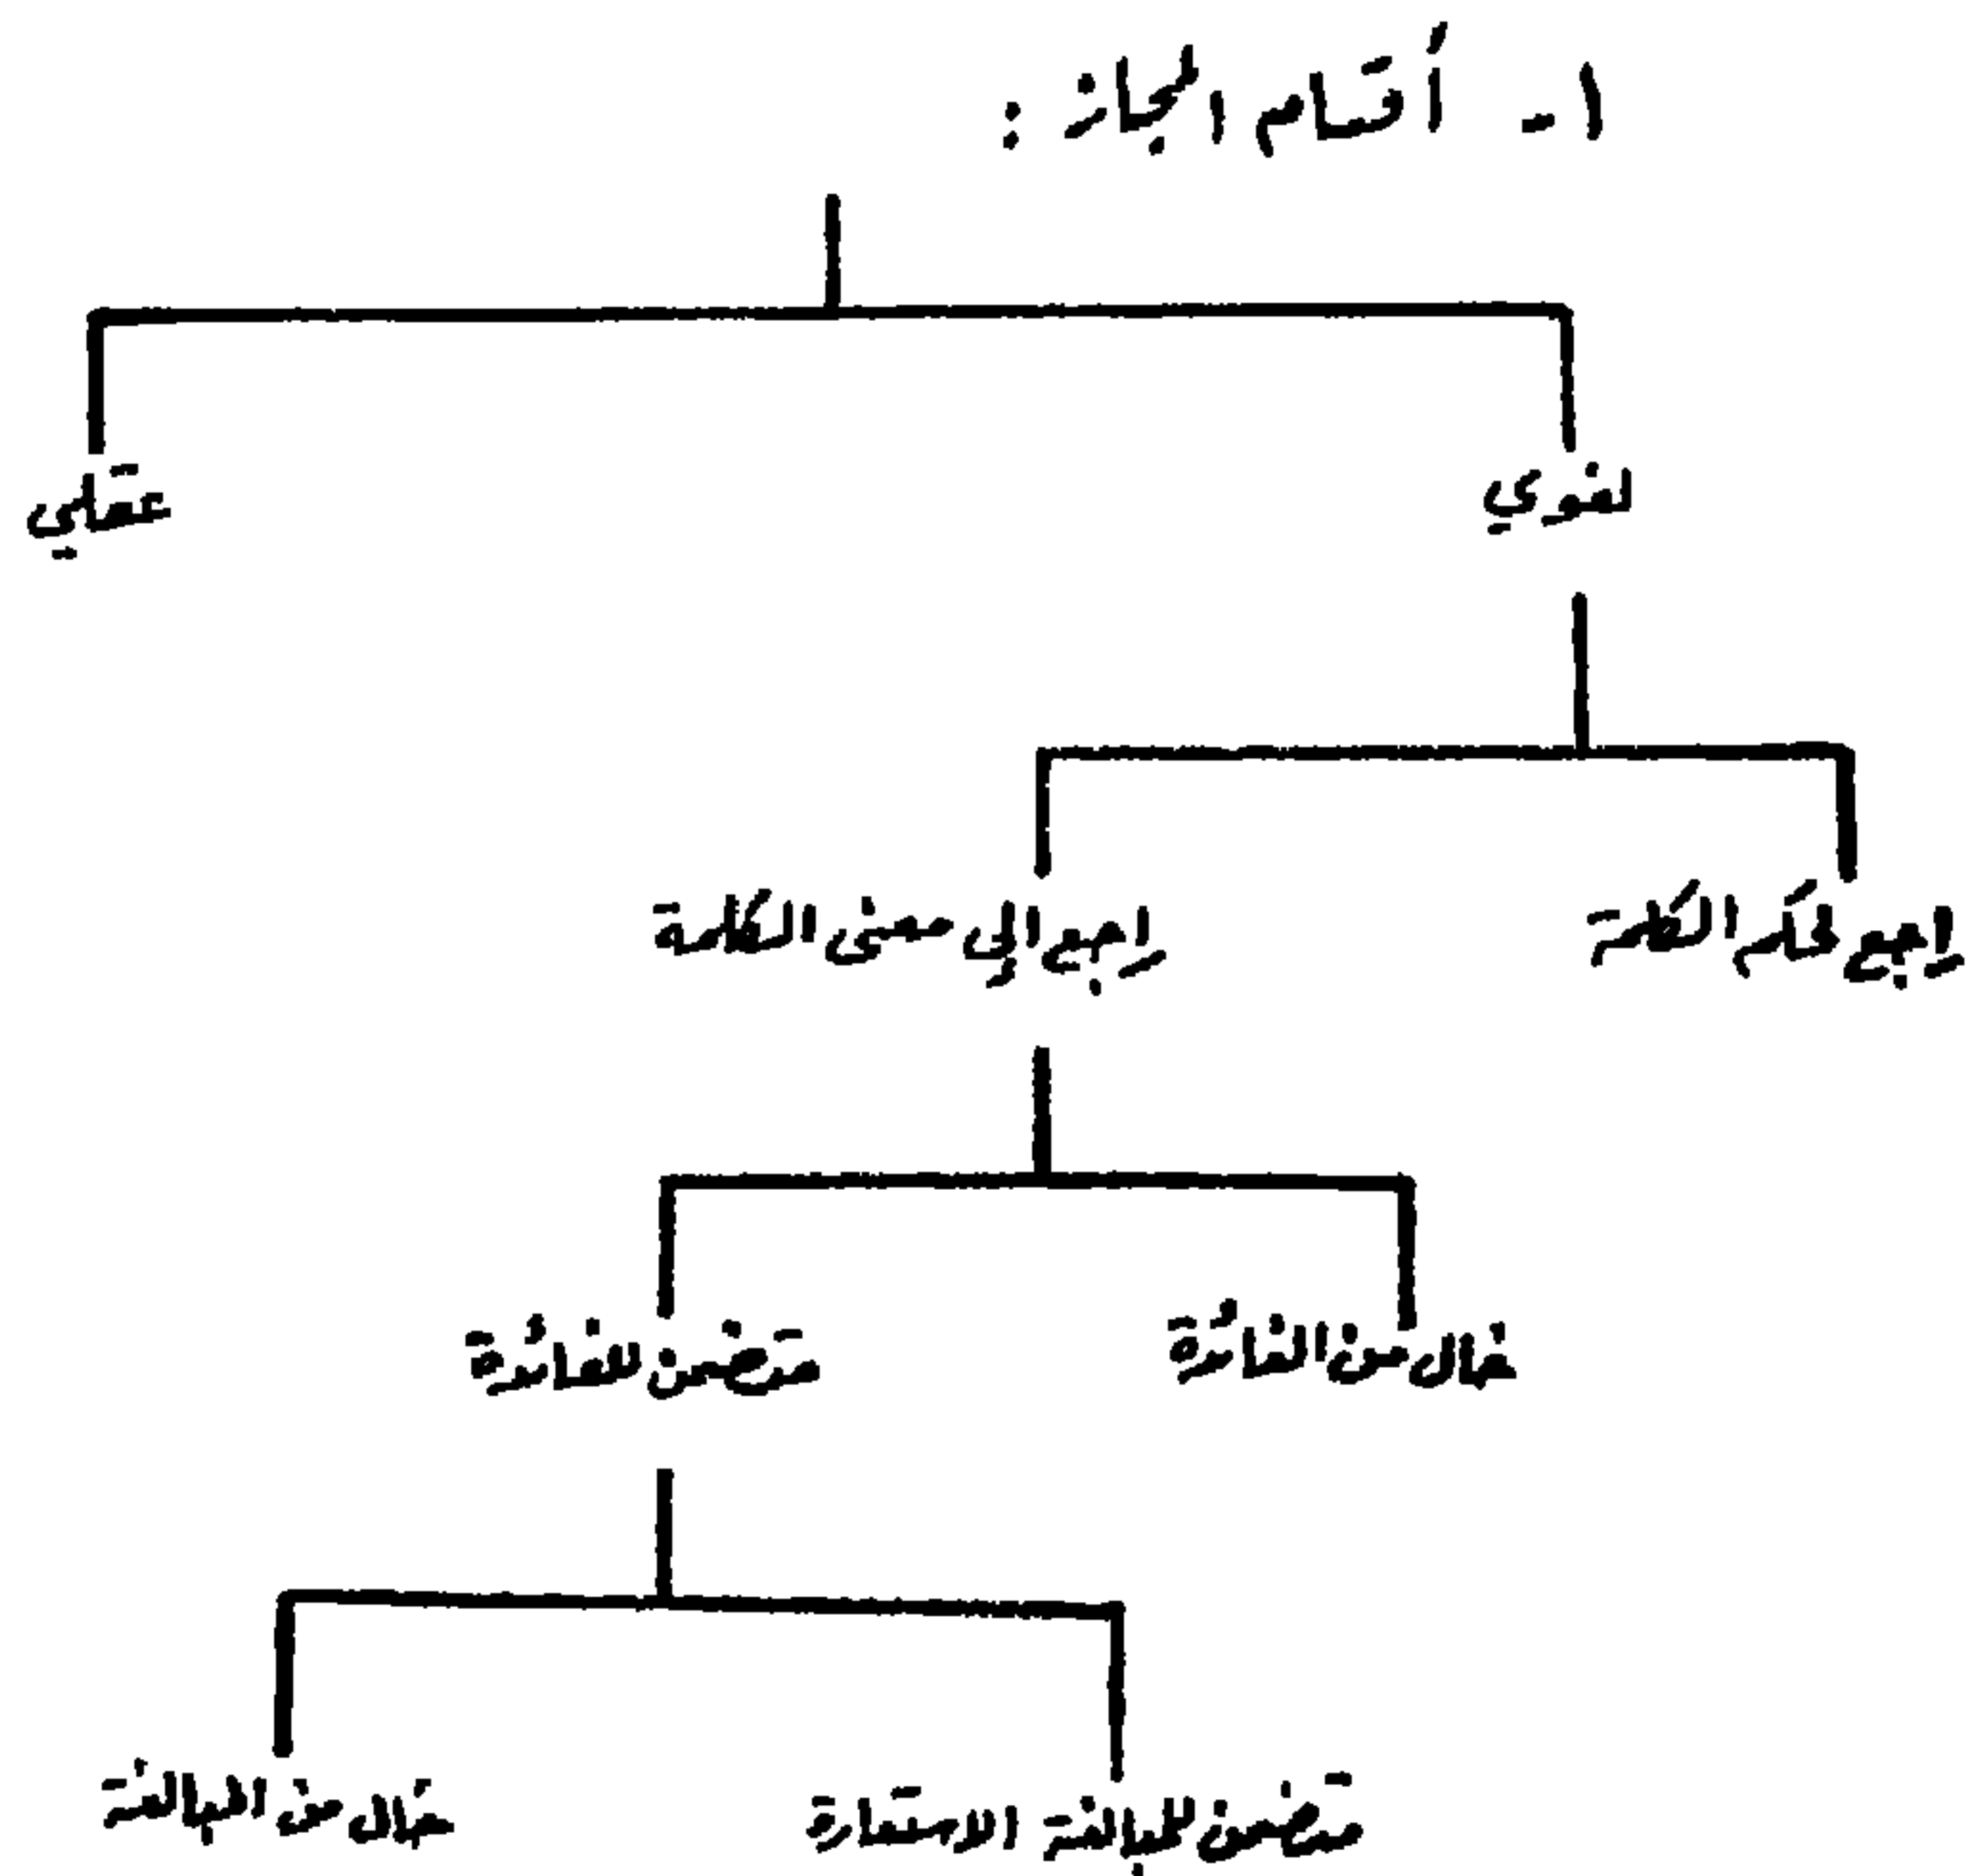 ١ - أقسام المجاز :
لغوي
عقلي
راجع لحكم الكلمة
راجع إلى معنى الكلمة
خال من الفائدة
متضمن للفائدة
متضمن للمبالغة الاستعارة
خال من المبالغة